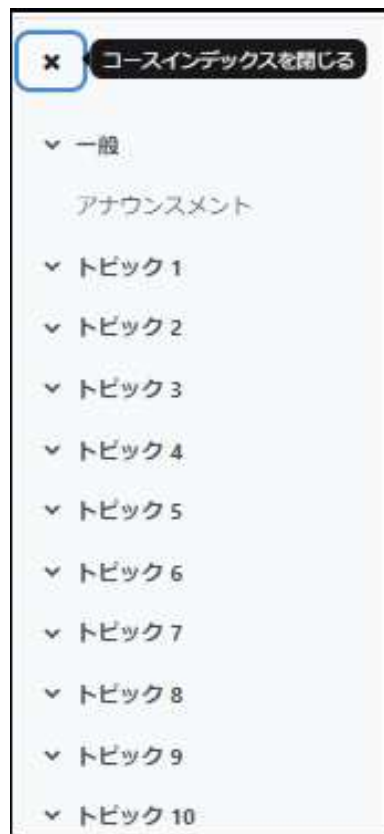 コースインデックスを閉じる
一般
アナウンスメント
トピック 1
トピック 2
トピック 3
トピック 4
トピック 5
トピック 6
トピック 7
トピック 8
トピック 9
トピック 10